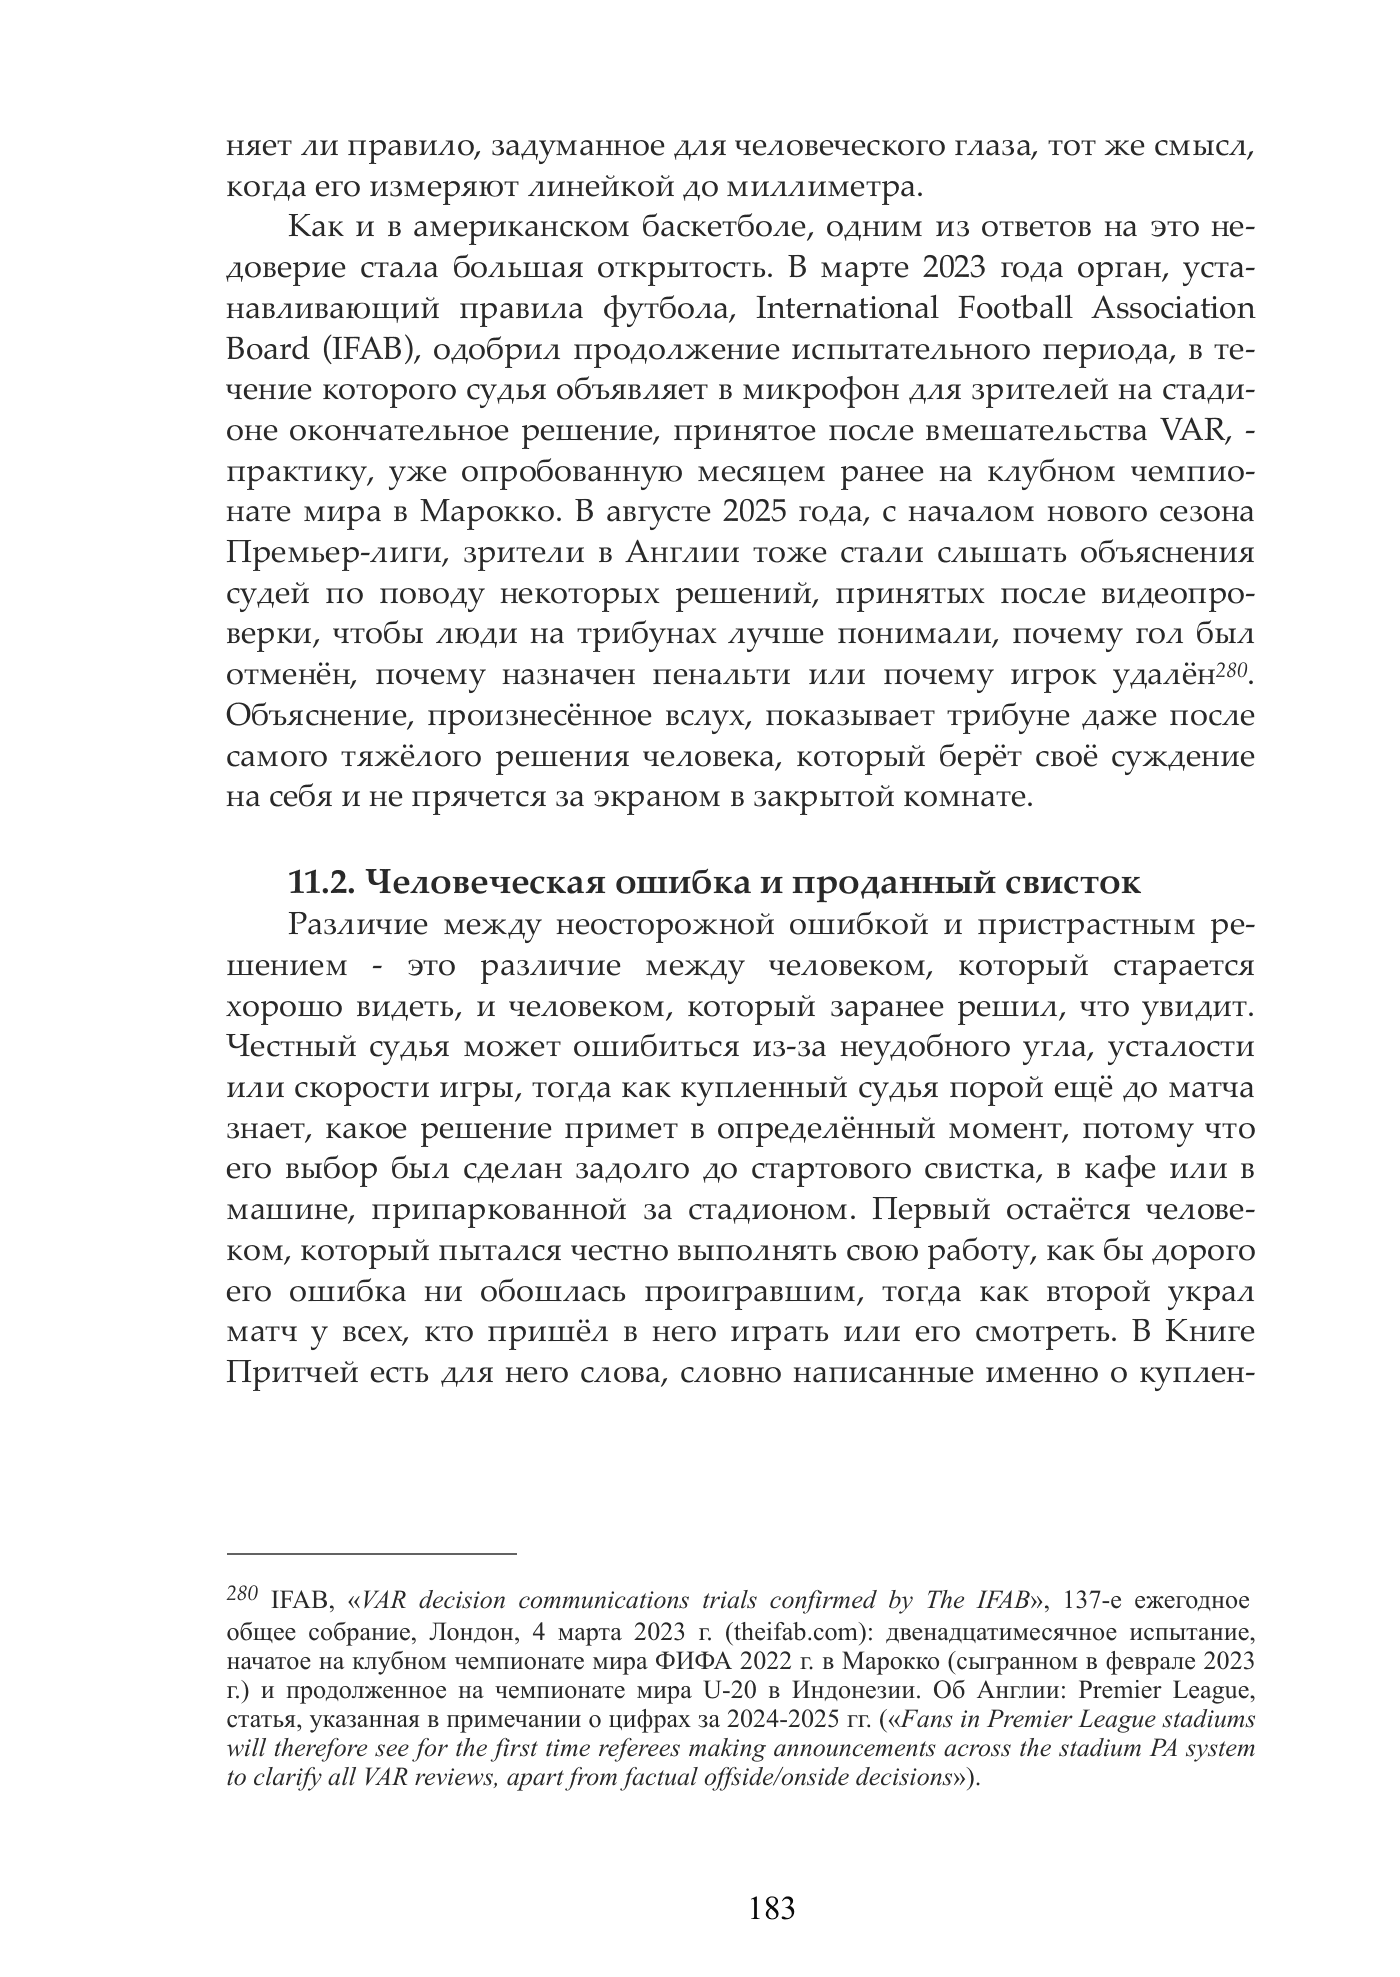 няет ли правило, задуманное для человеческого глаза, тот же смысл,
когда его измеряют линейкой до миллиметра.
Как и в американском баскетболе, одним из ответов на это не-
доверие стала большая открытость. В марте 2023 года орган, уста-
навливающий правила футбола, International Football Association
Board (IFAB), одобрил продолжение испытательного периода, в те-
чение которого судья объявляет в микрофон для зрителей на стади-
оне окончательное решение, принятое после вмешательства VAR, -
практику, уже опробованную месяцем ранее на клубном чемпио-
нате мира в Марокко. В августе 2025 года, с началом нового сезона
Премьер-лиги, зрители в Англии тоже стали слышать объяснения
судей по поводу некоторых решений, принятых после видеопро-
верки, чтобы люди на трибунах лучше понимали, почему гол был
отменён, почему назначен пенальти или почему игрок удалён280.
Объяснение, произнесённое вслух, показывает трибуне даже после
самого тяжёлого решения человека, который берёт своё суждение
на себя и не прячется за экраном в закрытой комнате.
11.2. Человеческая ошибка и проданный свисток
Различие между неосторожной ошибкой и пристрастным ре-
шением - это различие между человеком, который старается
хорошо видеть, и человеком, который заранее решил, что увидит.
Честный судья может ошибиться из-за неудобного угла, усталости
или скорости игры, тогда как купленный судья порой ещё до матча
знает, какое решение примет в определённый момент, потому что
его выбор был сделан задолго до стартового свистка, в кафе или в
машине, припаркованной за стадионом. Первый остаётся челове-
ком, который пытался честно выполнять свою работу, как бы дорого
его ошибка ни обошлась проигравшим, тогда как второй украл
матч у всех, кто пришёл в него играть или его смотреть. В Книге
Притчей есть для него слова, словно написанные именно о куплен-
280 IFAB, «VAR decision communications trials confirmed by The IFAB», 137-е ежегодное
общее собрание, Лондон, 4 марта 2023 г. (theifab.com): двенадцатимесячное испытание,
начатое на клубном чемпионате мира ФИФА 2022 г. в Марокко (сыгранном в феврале 2023
г.) и продолженное на чемпионате мира U-20 в Индонезии. Об Англии: Premier League,
статья, указанная в примечании о цифрах за 2024-2025 гг. («Fans in Premier League stadiums
will therefore see for the first time referees making announcements across the stadium PA system
to clarify all VAR reviews, apart from factual offside/onside decisions»).
183